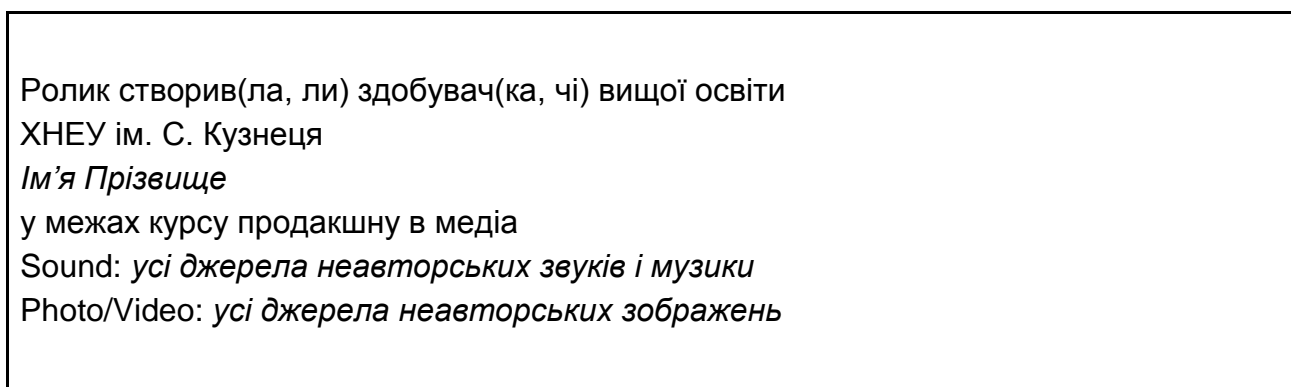 Ролик створив(ла, ли) здобувач(ка, чі) вищої освіти
ХНЕУ ім. С. Кузнеця
Ім’я Прізвище
у межах курсу продакшну в медіа
Sound: усі джерела неавторських звуків і музики
Photo/Video: усі джерела неавторських зображень